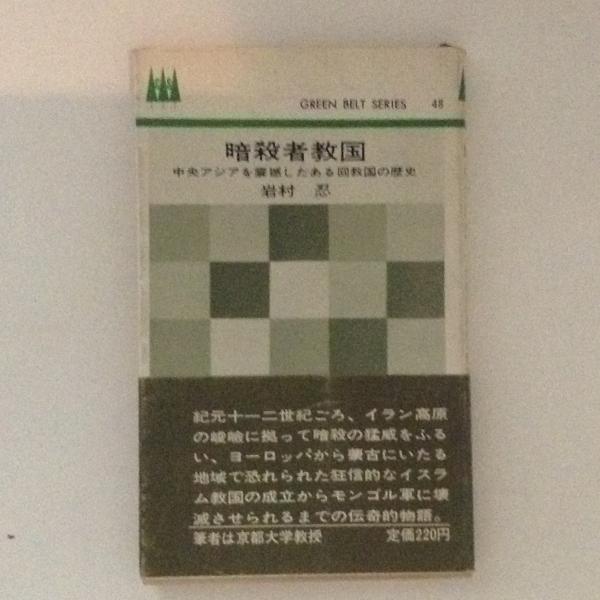 GREEN BELT SERIES 48
暗殺者教国
中央アジアを震撼したある回教国の歴史
岩村 忍
紀元十一二世紀ごろ、イラン高原
の峻嶮に拠って暗殺の猛威をふる
い、ヨーロッパから蒙古にいたる
地域で恐れられた狂信的なイスラ
ム教国の成立からモンゴル軍に壊
滅させられるまでの伝奇的物語。
筆者は京都大学教授 定価220円